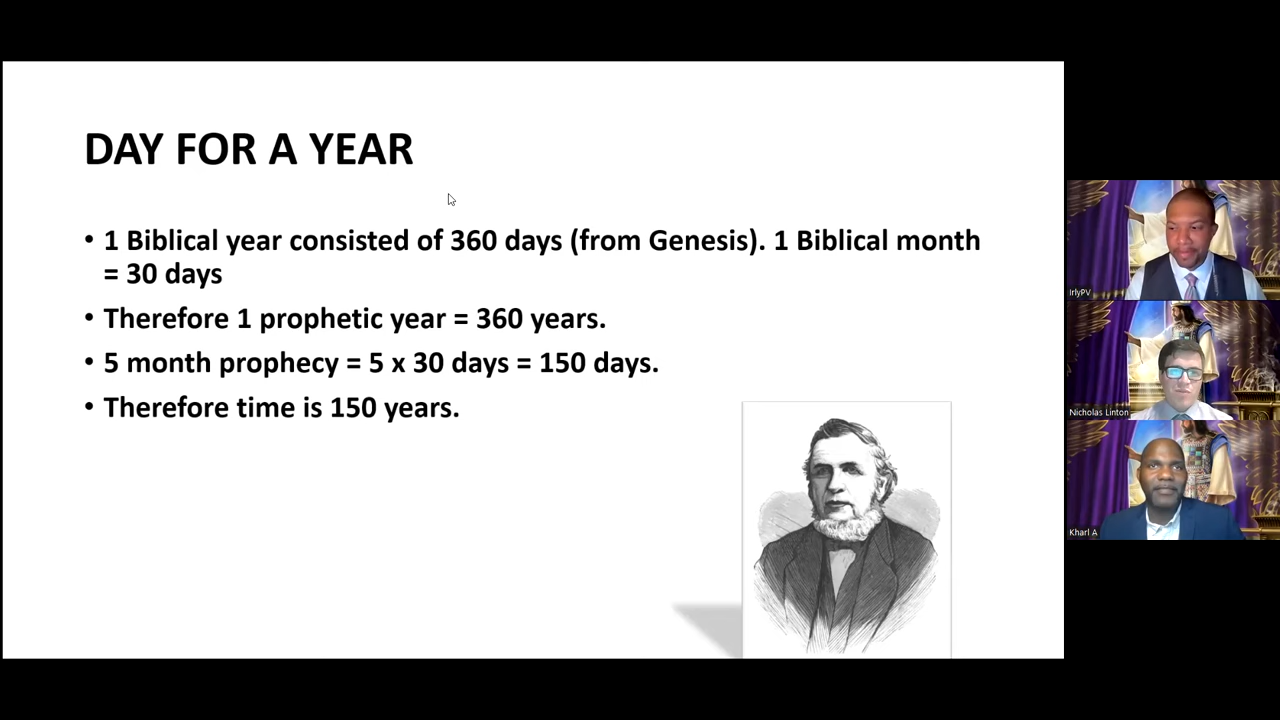 DAY FOR A YEAR
• 1 Biblical year consisted of 360 days (from Genesis). 1 Biblical month
= 30 days
• Therefore 1 prophetic year = 360 years.
• 5 month prophecy = 5 x 30 days = 150 days.
• Therefore time is 150 years.
IrlyPV
Nicholas Linton
Kharl A